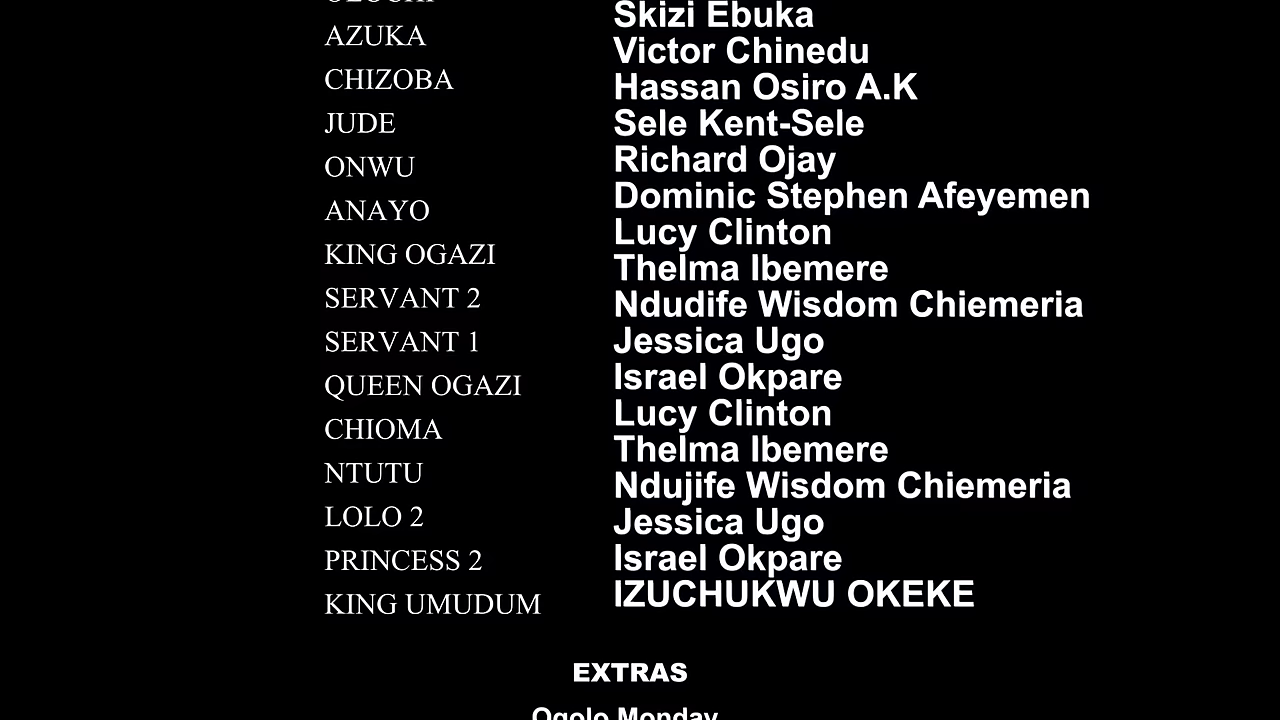 AZUKA
CHIZOBA
JUDE
ONWU
ANAYO
KING OGAZI
SERVANT 2
SERVANT 1
QUEEN OGAZI
CHIOMA
NTUTU
LOLO 2
PRINCESS 2
KING UMUDUM
Skizi Ebuka
Victor Chinedu
Hassan Osiro A.K
Sele Kent-Sele
Richard Ojay
Dominic Stephen Afeyemen
Lucy Clinton
Thelma Ibemere
Ndudife Wisdom Chiemeria
Jessica Ugo
Israel Okpare
Lucy Clinton
Thelma Ibemere
Ndujife Wisdom Chiemeria
Jessica Ugo
Israel Okpare
IZUCHUKWU OKEKE
EXTRAS
Ogolo Monday